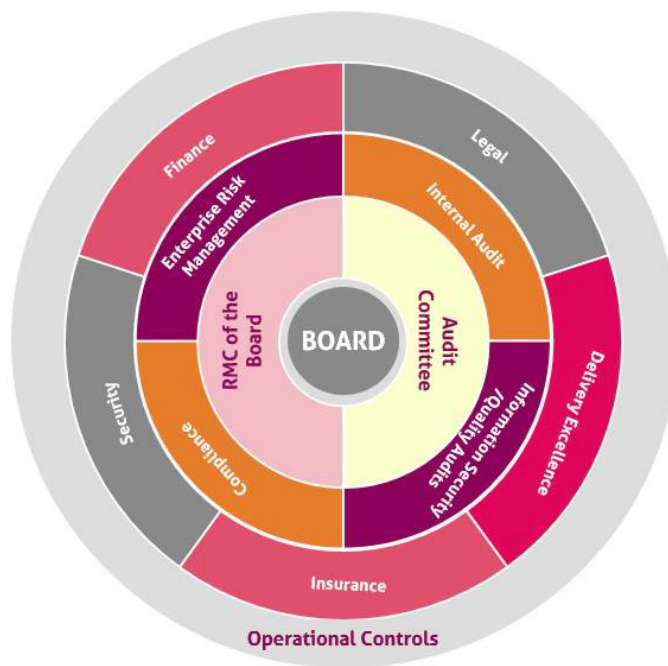 Finance
Legal
Enterprise Risk
Management
Internal Audit
RMC of the
Board
BOARD
Audit
Committee
Security
Compliance
Information Security
/Quality Audits
Delivery Excellence
Insurance
Operational Controls